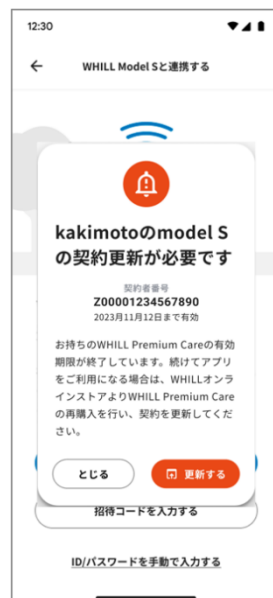 12:30
WHILL Model Sと連携する
kakimotoのmodel S
の契約更新が必要です
契約者番号
Z00001234567890
2023月11月12日まで有効
お持ちのWHILL Premium Careの有効
期限が終了しています。続けてアプリ
をご利用になる場合は、WHILLオンラ
インストアよりWHILL Premium Care
の再購入を行い、契約を更新してくだ
さい。
とじる
更新する
招待コードを入力する
ID/パスワードを手動で入力する